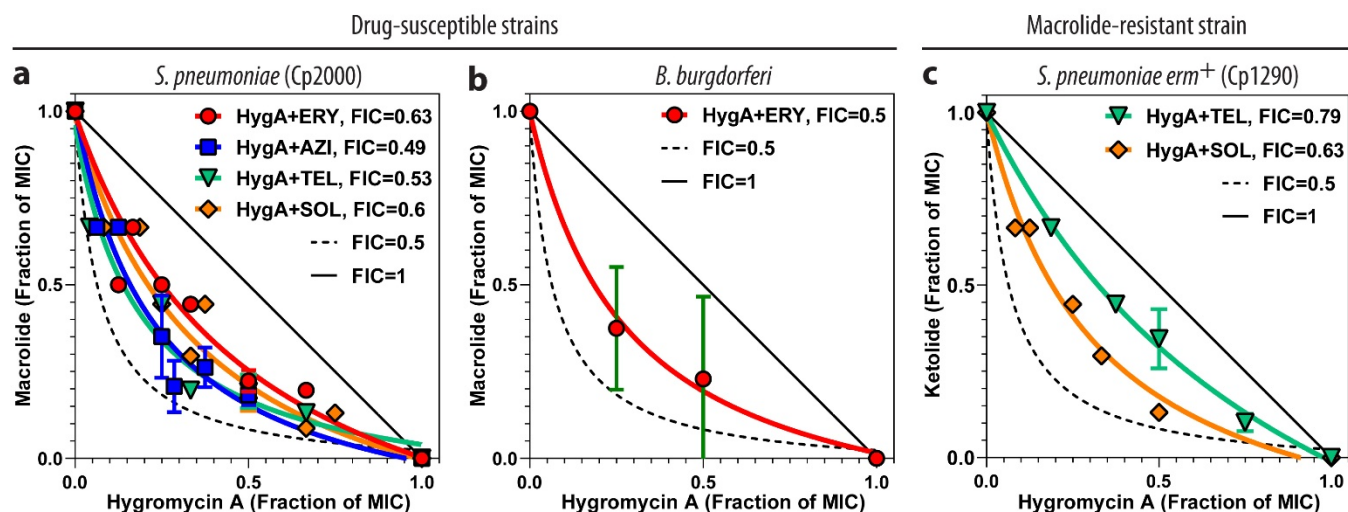 Drug-susceptible strains
Macrolide-resistant strain
a
S. pneumoniae (Cp2000)
1.0
0.5
0.0
0.0
0.5
1.0
Macrolide (Fraction of MIC)
Hygromycin A (Fraction of MIC)
HygA+ERY, FIC=0.63
HygA+AZI, FIC=0.49
HygA+TEL, FIC=0.53
HygA+SOL, FIC=0.6
FIC=0.5
FIC=1
b
B. burgdorferi
1.0
0.5
0.0
0.0
0.5
1.0
Macrolide (Fraction of MIC)
Hygromycin A (Fraction of MIC)
HygA+ERY, FIC=0.5
FIC=0.5
FIC=1
c
S. pneumoniae erm+ (Cp1290)
1.0
0.5
0.0
0.0
0.5
1.0
Ketolide (Fraction of MIC)
Hygromycin A (Fraction of MIC)
HygA+TEL, FIC=0.79
HygA+SOL, FIC=0.63
FIC=0.5
FIC=1